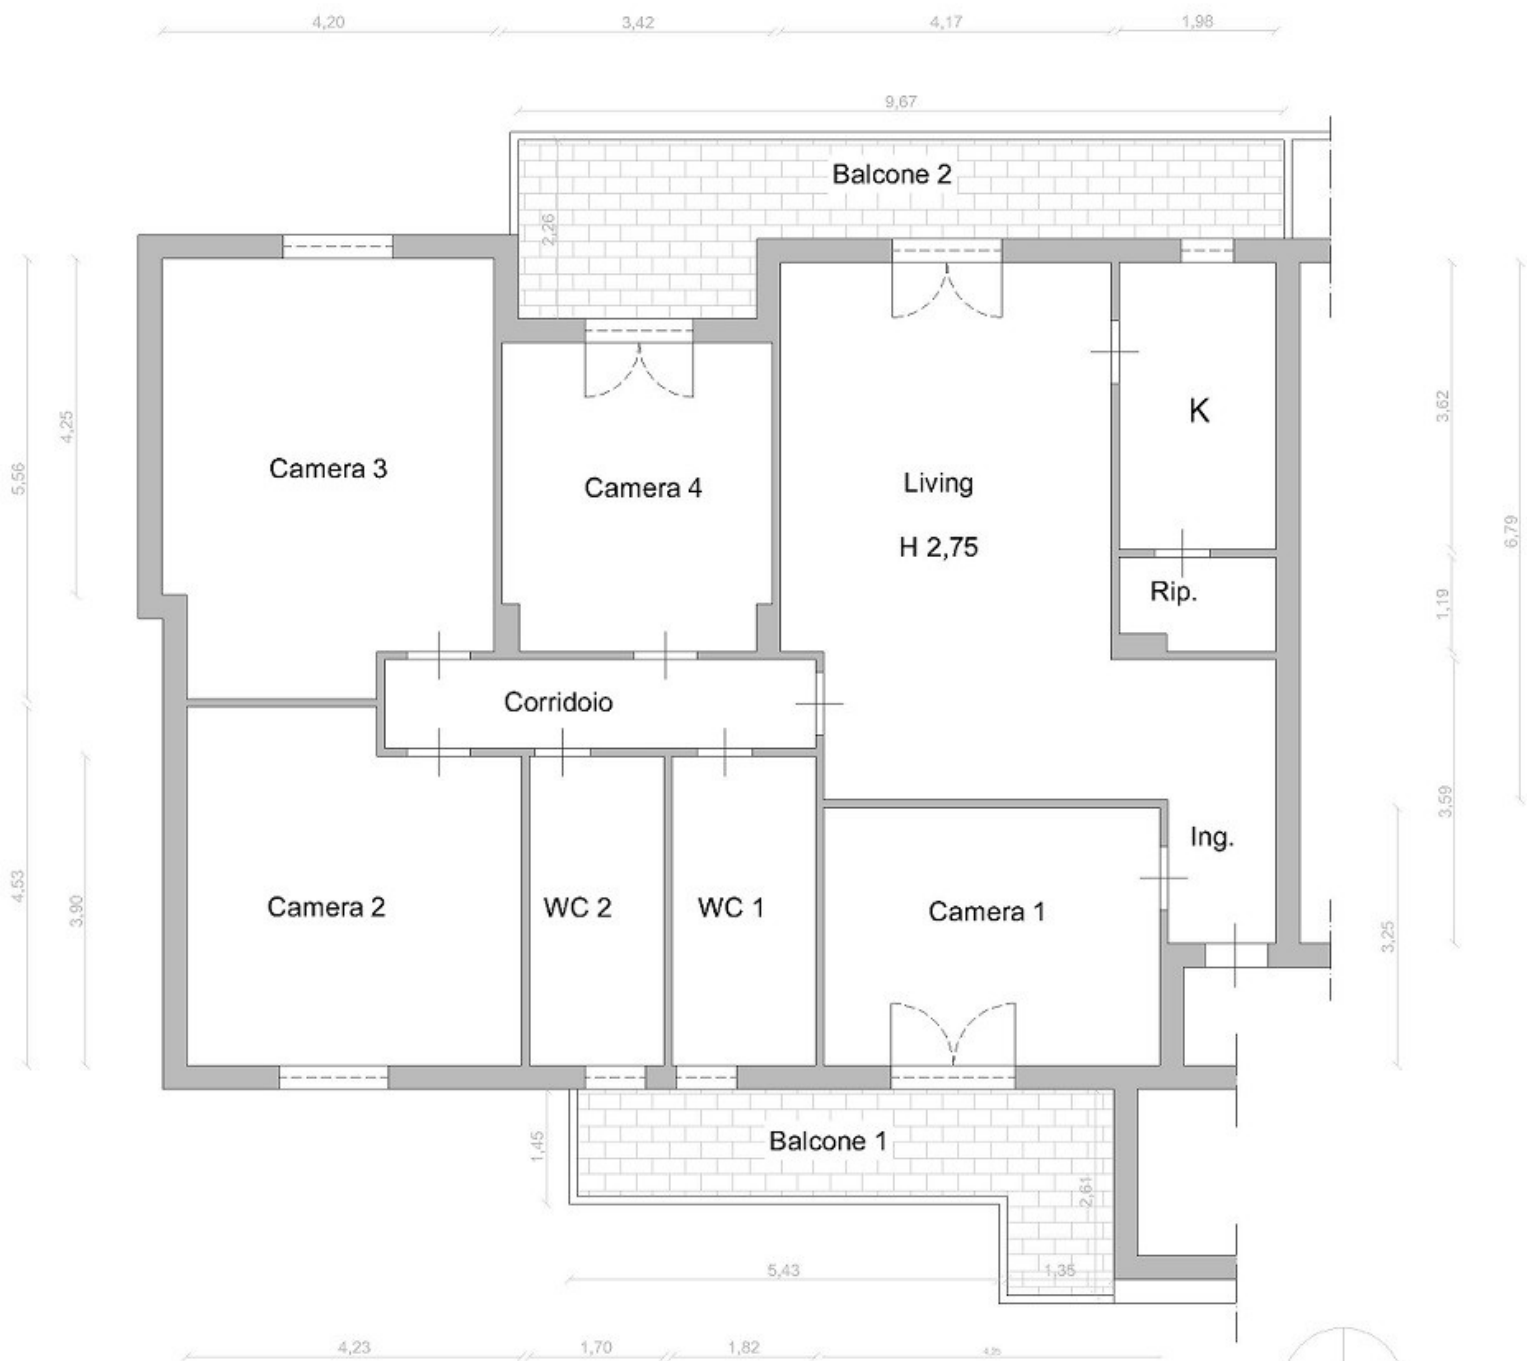 4,20 3,42 4,17 1,98
9,67
Balcone 2
2,26
4,25
5,56
3,62
K
Camera 3
Camera 4
Living
H 2,75
6,79
Rip.
1,19
Corridoio
Ing.
3,59
4,53
3,90
Camera 2
WC 2
WC 1
Camera 1
3,25
1,45
Balcone 1
2,61
5,43
1,35
4,23 1,70 1,82 4,25